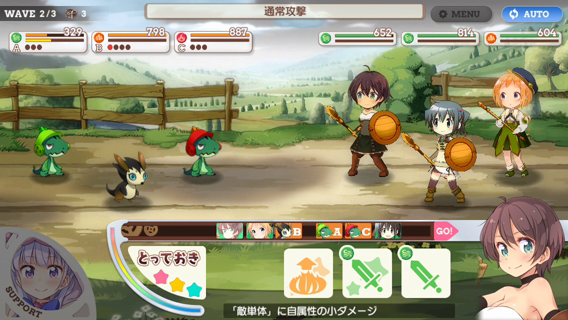 WAVE 2/3
3
通常攻撃
MENU
AUTO
329
798
887
652
814
604
A
B
C
B
A
C
GO!
とっておき
SUPPORT
「敵単体」に自属性の小ダメージ